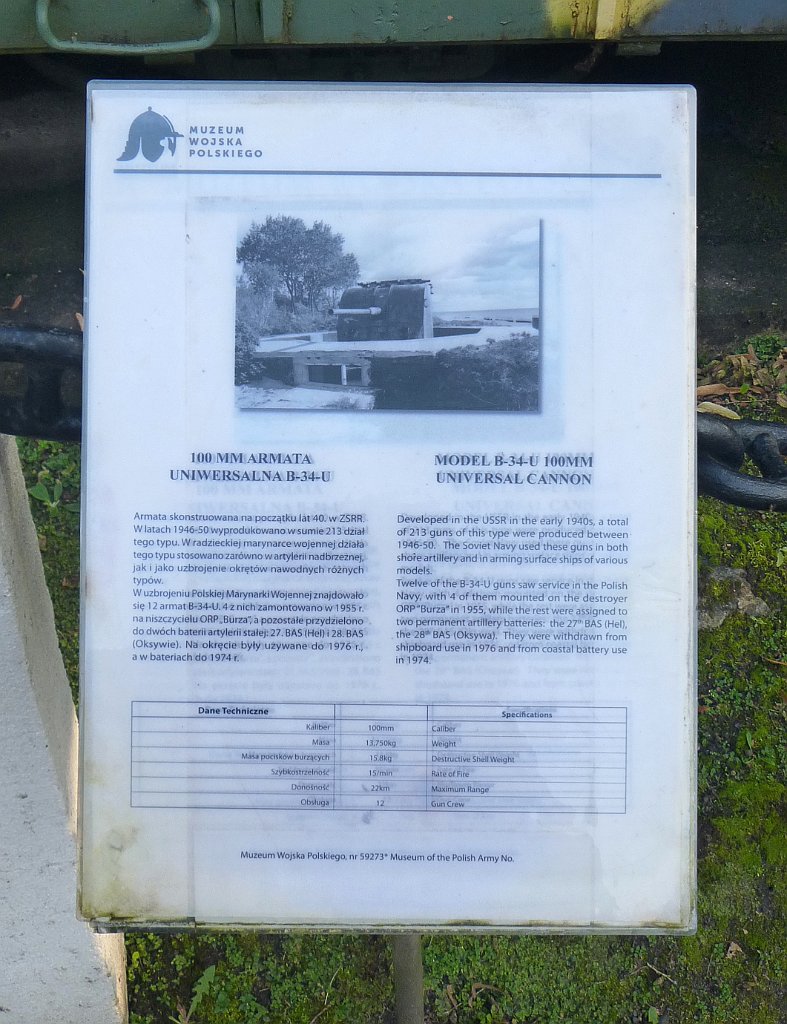 MUZEUM
WOJSKA
POLSKIEGO
100 MM ARMATA
UNIWERSALNA B-34-U
Armata skonstruowana na początku lat 40. w ZSRR.
W latach 1946-50 wyprodukowano w sumie 213 dział
tego typu. W radzieckiej marynarce wojennej działa
tego typu stosowano zarówno w artylerii nadbrzeżnej,
jak i jako uzbrojenie okrętów nawodnych różnych
typów.
W uzbrojeniu Polskiej Marynarki Wojennej znajdowało
się 12 armat B-34-U. 4 z nich zamontowano w 1955 r.
na niszczycielu ORP „Burza", a pozostałe przydzielono
do dwóch baterii artylerii stałej: 27. BAS (Hel) i 28. BAS
(Oksywie). Na okręcie były używane do 1976 r.,
a w bateriach do 1974 r.
MODEL B-34-U 100MM
UNIVERSAL CANNON
Developed in the USSR in the early 1940s, a total
of 213 guns of this type were produced between
1946-50. The Soviet Navy used these guns in both
shore artillery and in arming surface ships of various
models.
Twelve of the B-34-U guns saw service in the Polish
Navy, with 4 of them mounted on the destroyer
ORP "Burza" in 1955, while the rest were assigned to
two permanent artillery batteries: the 27th BAS (Hel),
the 28th BAS (Oksywa). They were withdrawn from
shipboard use in 1976 and from coastal battery use
in 1974.
Dane Techniczne Specifications
Kaliber 100mm Caliber
Masa 13,750kg Weight
Masa pocisków burzących 15,8kg Destructive Shell Weight
Szybkostrzelność 15/min Rate of Fire
Donośność 22km Maximum Range
Obsługa 12 Gun Crew
Muzeum Wojska Polskiego, nr 59273* Museum of the Polish Army No.